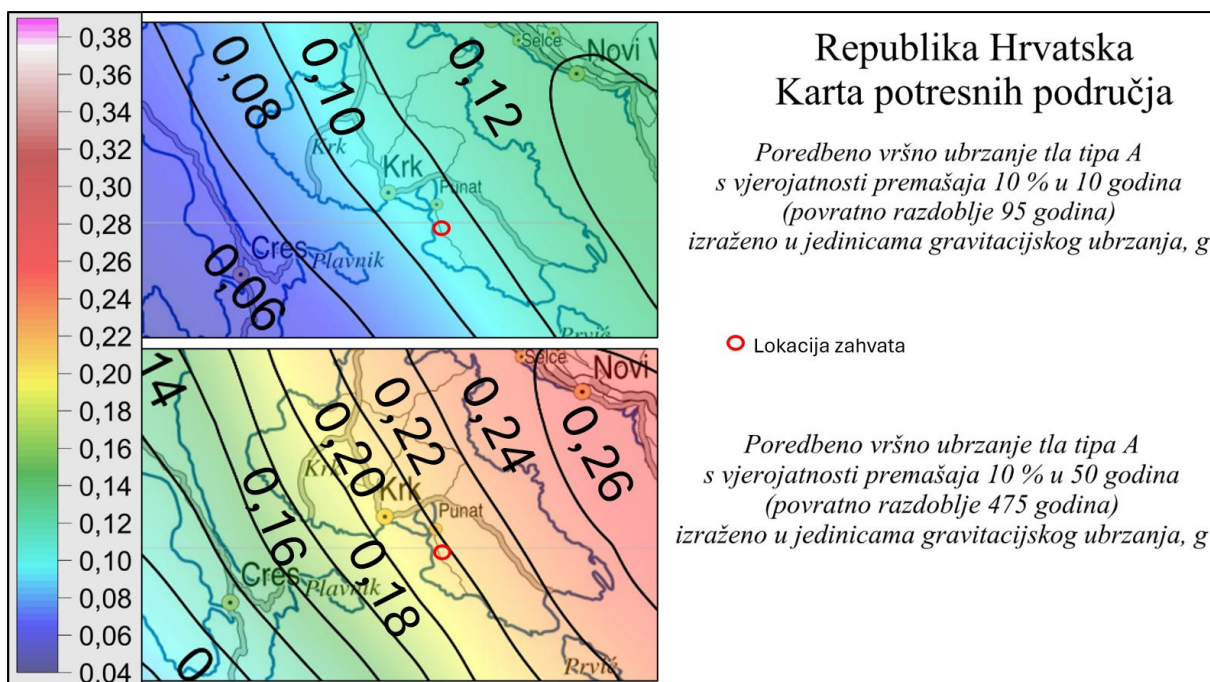 0,38
0,36
0,34
0,32
0,30
0,28
0,26
0,24
0,22
0,20
0,18
0,16
0,14
0,12
0,10
0,08
0,06
0,04
0,08
0,10
0,12
Selce
Novi V
Krk
Krk
Punat
Cres
Plavnik
0,06
Prvić
14
0,20
0,22
0,24
0,26
Selce
Novi
Krk
Krk
Punat
0,16
0,18
Cres
Plavnik
0
Prvić
Republika Hrvatska
Karta potresnih područja
Poredbeno vršno ubrzanje tla tipa A
s vjerojatnosti premašaja 10 % u 10 godina
(povratno razdoblje 95 godina)
izraženo u jedinicama gravitacijskog ubrzanja, g
Lokacija zahvata
Poredbeno vršno ubrzanje tla tipa A
s vjerojatnosti premašaja 10 % u 50 godina
(povratno razdoblje 475 godina)
izraženo u jedinicama gravitacijskog ubrzanja, g